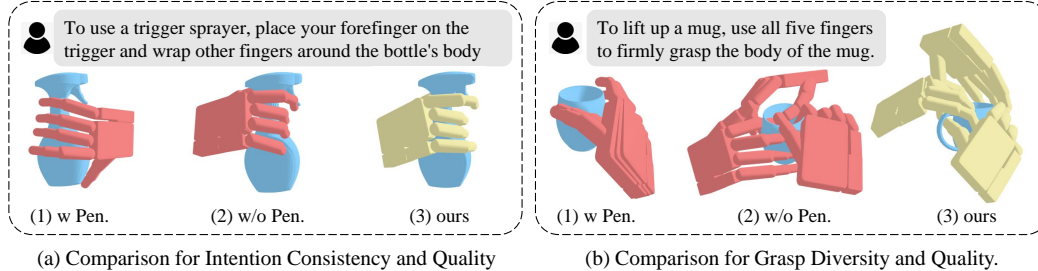 To use a trigger sprayer, place your forefinger on the
trigger and wrap other fingers around the bottle's body
(1) w Pen.
(2) w/o Pen.
(3) ours
(a) Comparison for Intention Consistency and Quality
To lift up a mug, use all five fingers
to firmly grasp the body of the mug.
(1) w Pen.
(2) w/o Pen.
(3) ours
(b) Comparison for Grasp Diversity and Quality.